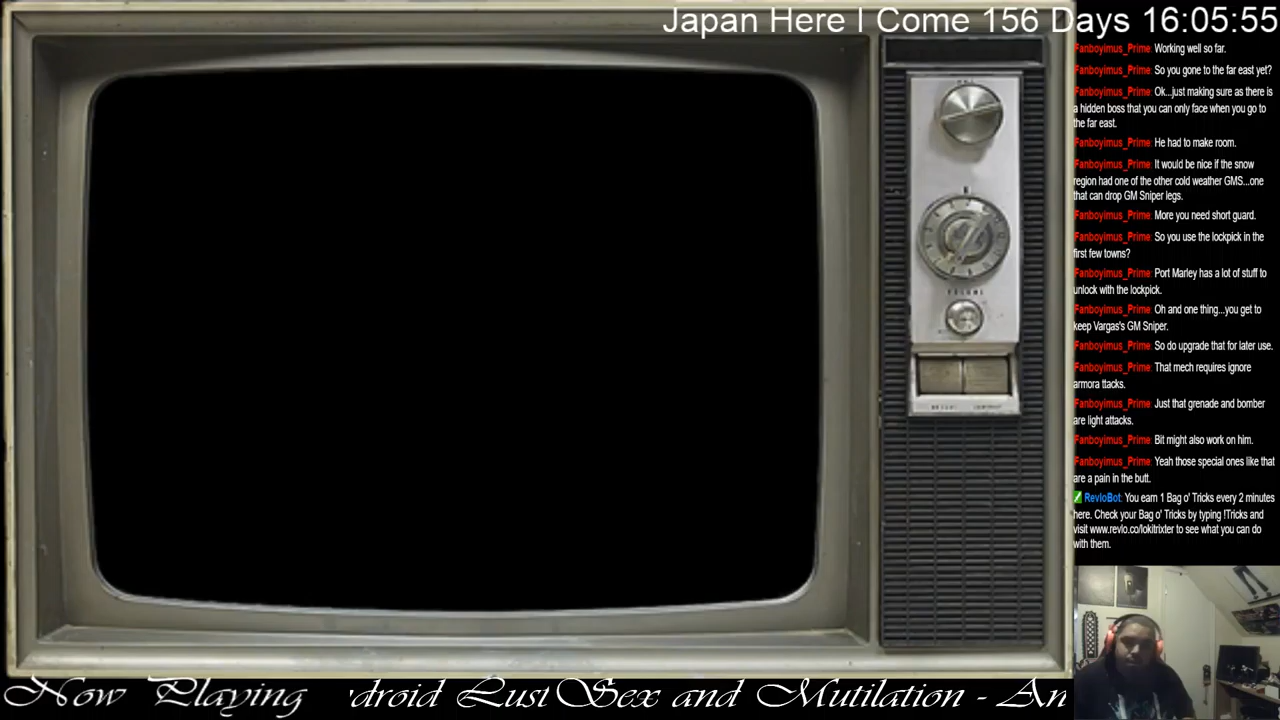 Japan Here I Come 156 Days 16:05:55
Fanboyimus_Prime: Working well so far.
Fanboyimus_Prime: So you gone to the far east yet?
Fanboyimus_Prime: Ok...just making sure as there is
a hidden boss that you can only face when you go to
the far east.
Fanboyimus_Prime: He had to make room.
Fanboyimus_Prime: It would be nice if the snow
region had one of the other cold weather GMS...one
that can drop GM Sniper legs.
Fanboyimus_Prime: More you need short guard.
Fanboyimus_Prime: So you use the lockpick in the
first few towns?
Fanboyimus_Prime: Port Marley has a lot of stuff to
unlock with the lockpick.
Fanboyimus_Prime: Oh and one thing...you get to
keep Vargas's GM Sniper.
Fanboyimus_Prime: So do upgrade that for later use.
Fanboyimus_Prime: That mech requires ignore
armora ttacks.
Fanboyimus_Prime: Just that grenade and bomber
are light attacks.
Fanboyimus_Prime: Bit might also work on him.
Fanboyimus_Prime: Yeah those special ones like that
are a pain in the butt.
RevloBot: You earn 1 Bag o' Tricks every 2 minutes
here. Check your Bag o' Tricks by typing !Tricks and
visit www.revlo.co/lokitrixter to see what you can do
with them.
VOLUME
Now Playing 'droid LustSex and Mutilation - An